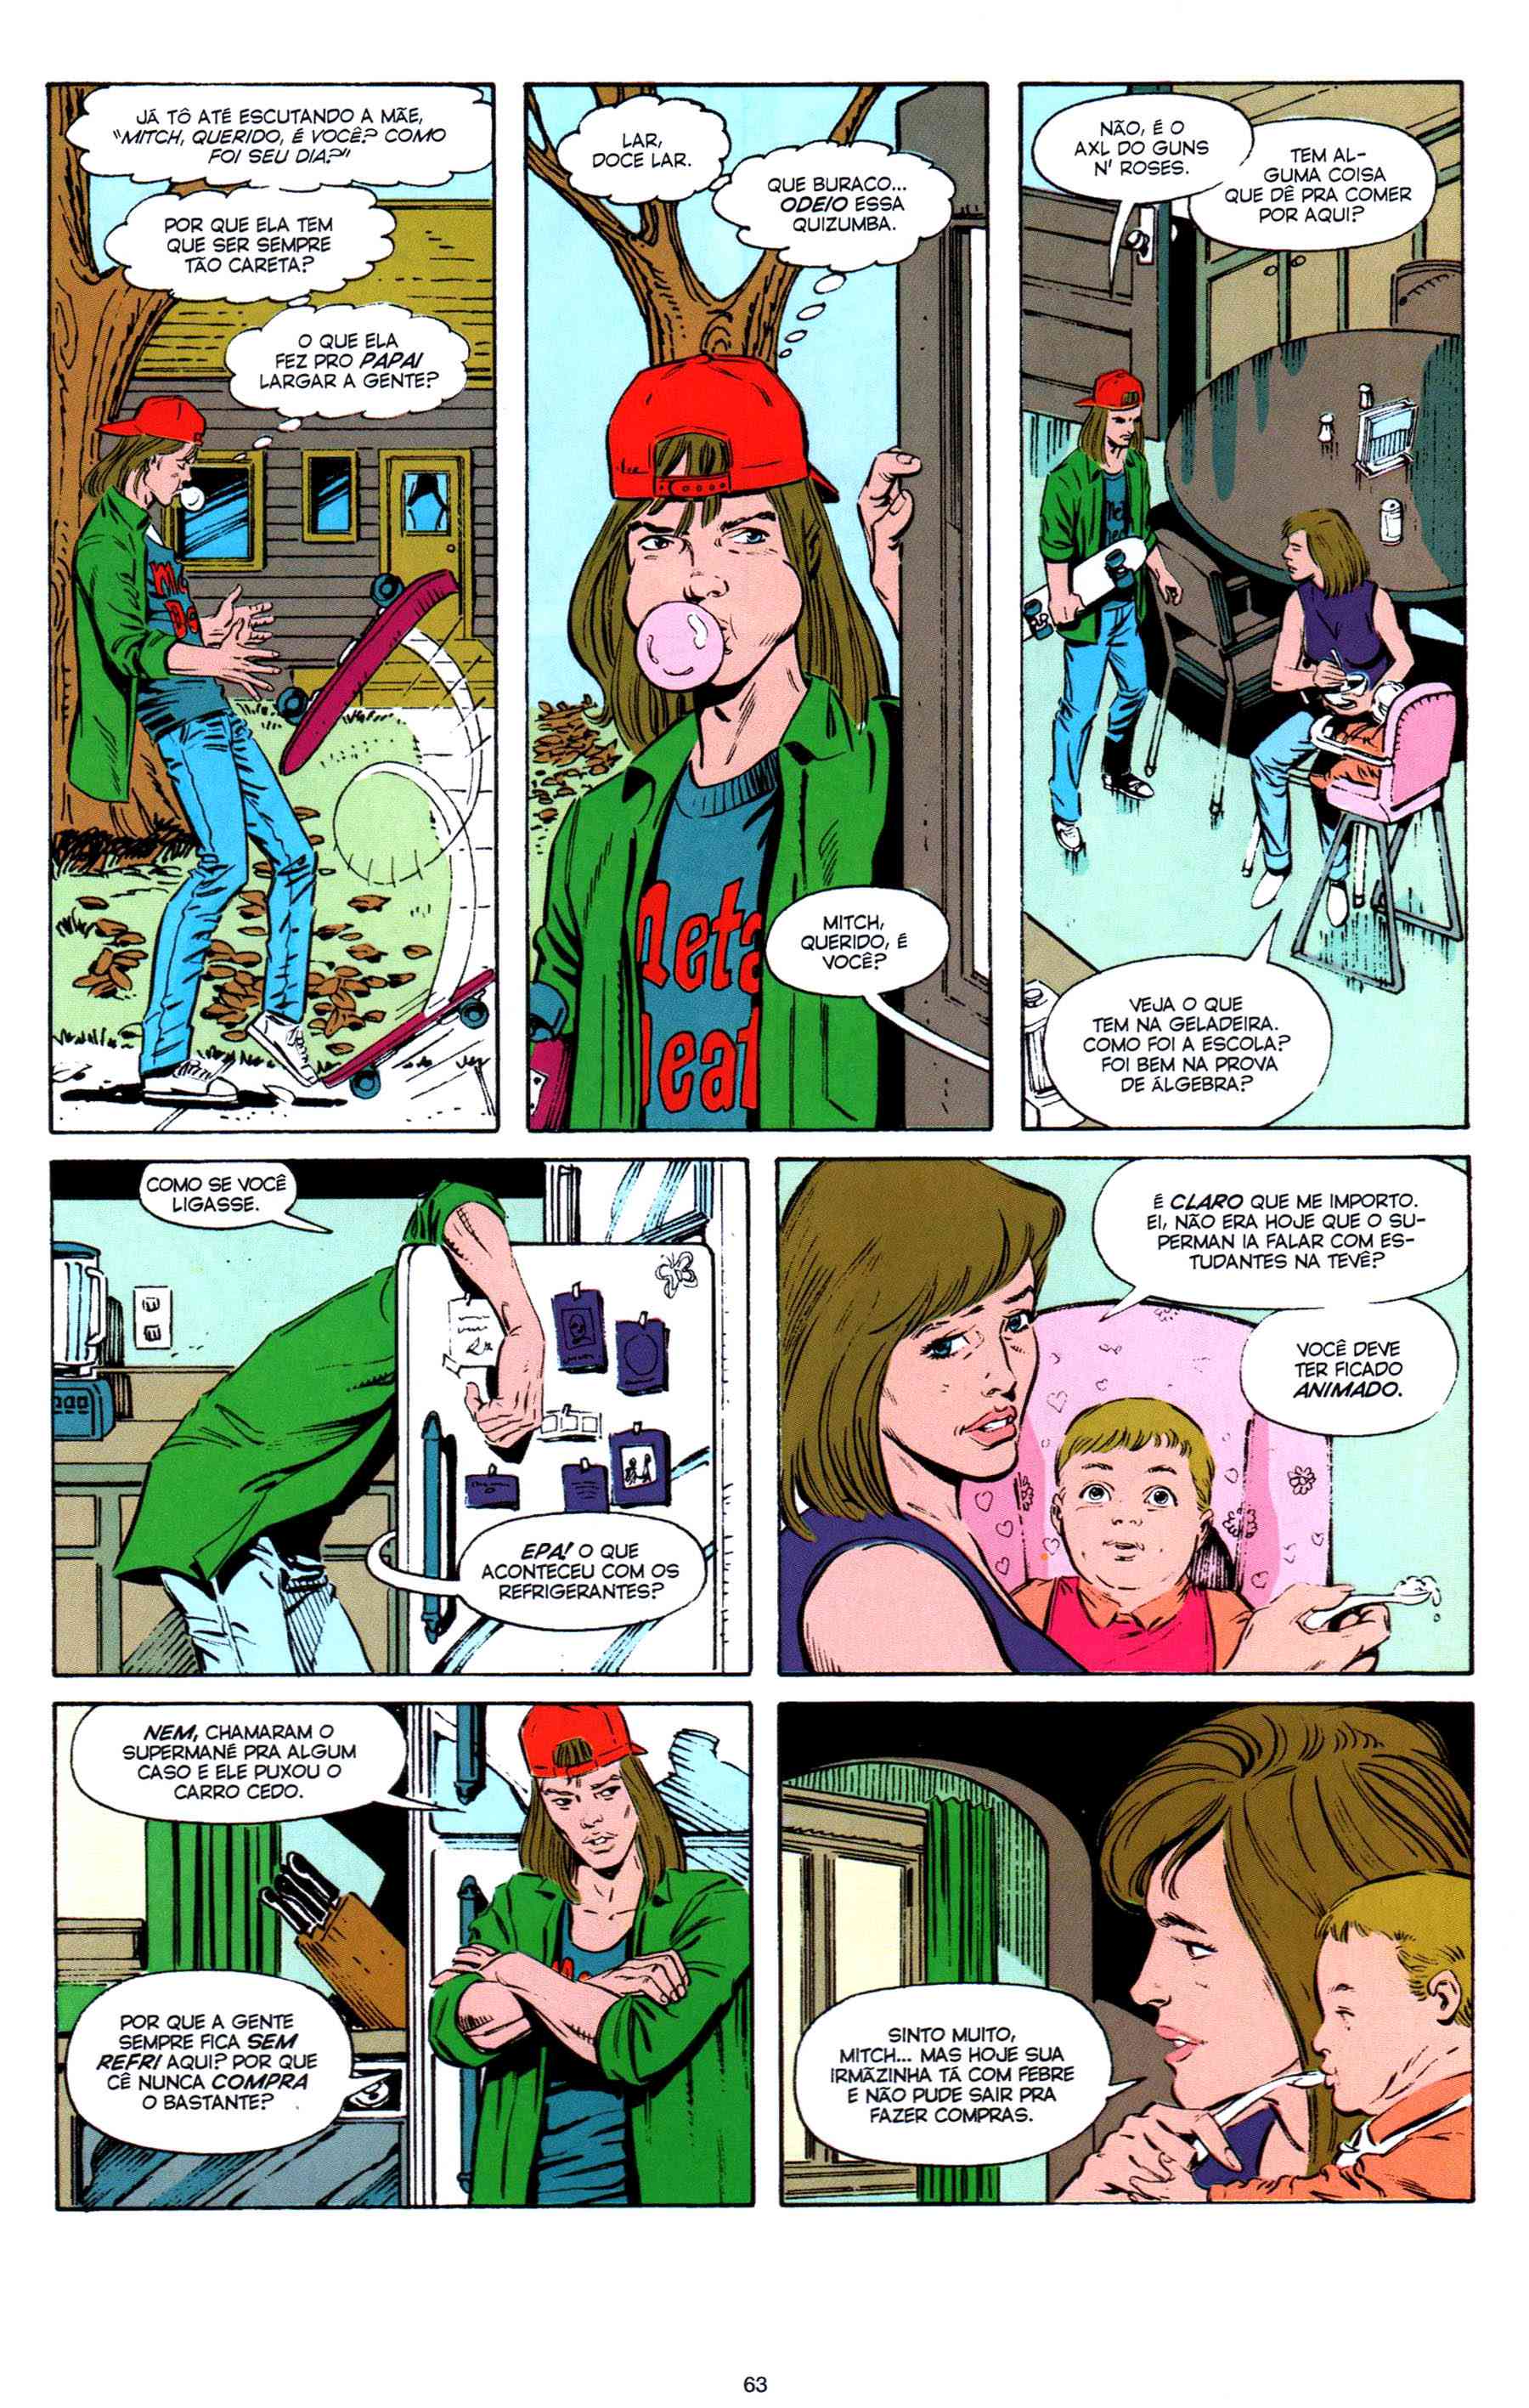 JÁ TÔ ATÉ ESCUTANDO A MÃE,
"MITCH, QUERIDO, É VOCÊ? COMO
FOI SEU DIA?"
POR QUE ELA TEM
QUE SER SEMPRE
TÃO CARETA?
O QUE ELA
FEZ PRO PAPAI
LARGAR A GENTE?
LAR,
DOCE LAR.
QUE BURACO...
ODEIO ESSA
QUIZUMBA.
MITCH,
QUERIDO, É
VOCÊ?
NÃO, É O
AXL DO GUNS
N' ROSES.
TEM AL-
GUMA COISA
QUE DÊ PRA COMER
POR AQUI?
VEJA O QUE
TEM NA GELADEIRA.
COMO FOI A ESCOLA?
FOI BEM NA PROVA
DE ÁLGEBRA?
COMO SE VOCÊ
LIGASSE.
EPA! O QUE
ACONTECEU COM OS
REFRIGERANTES?
É CLARO QUE ME IMPORTO.
EI, NÃO ERA HOJE QUE O SU-
PERMAN IA FALAR COM ES-
TUDANTES NA TEVÊ?
VOCÊ DEVE
TER FICADO
ANIMADO.
NEM, CHAMARAM O
SUPERMANÉ PRA ALGUM
CASO E ELE PUXOU O
CARRO CEDO.
POR QUE A GENTE
SEMPRE FICA SEM
REFRI AQUI? POR QUE
CÊ NUNCA COMPRA
O BASTANTE?
SINTO MUITO,
MITCH... MAS HOJE SUA
IRMÃZINHA TÁ COM FEBRE
E NÃO PUDE SAIR PRA
FAZER COMPRAS.
63